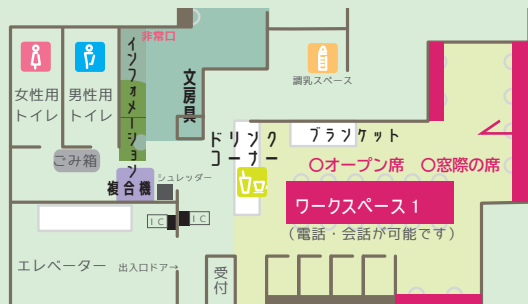 非常口
インフォメーション
文房具
調乳スペース
女性用
トイレ
男性用
トイレ
ごみ箱
ドリンク
コーナー
ブランケット
〇オープン席 〇窓際の席
複合機
シュレッダー
ワークスペース1
(電話・会話が可能です)
IC
IC
エレベーター
出入口ドア→
受付